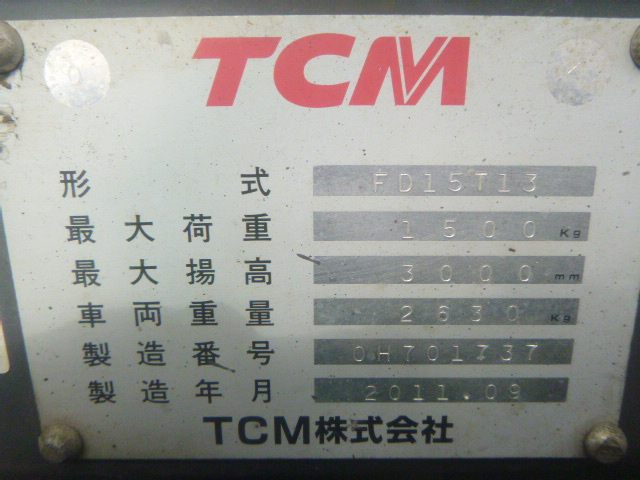 TCM
形式 FD15T13
最大荷重 1500 Kg
最大揚高 3000 mm
車両重量 2630 Kg
製造番号 0H701737
製造年月 2011.09
TCM株式会社